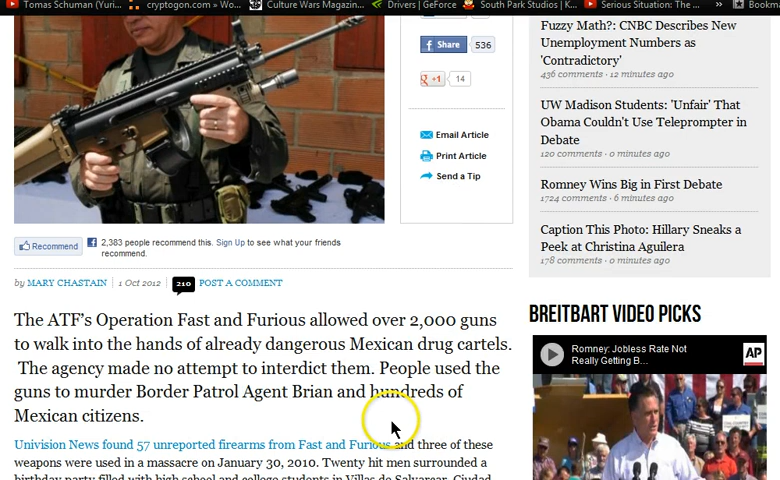 Tomas Schuman (Yuri...
cryptogon.com » Wo...
Culture Wars Magazin...
Drivers | GeForce
South Park Studios | K...
Serious Situation: The ...
»
Bookm
Share
536
+1
14
Email Article
Print Article
Send a Tip
Recommend
2,383 people recommend this. Sign Up to see what your friends
recommend.
by MARY CHASTAIN
1 Oct 2012
210
POST A COMMENT
The ATF's Operation Fast and Furious allowed over 2,000 guns
to walk into the hands of already dangerous Mexican drug cartels.
The agency made no attempt to interdict them. People used the
guns to murder Border Patrol Agent Brian and hundreds of
Mexican citizens.
Univision News found 57 unreported firearms from Fast and Furious and three of these
weapons were used in a massacre on January 30, 2010. Twenty hit men surrounded a
birthday party filled with high school and college students in Villas de Salvarcar, Ciudad
Fuzzy Math?: CNBC Describes New
Unemployment Numbers as
'Contradictory'
436 comments · 12 minutes ago
UW Madison Students: 'Unfair' That
Obama Couldn't Use Teleprompter in
Debate
120 comments · 0 minutes ago
Romney Wins Big in First Debate
1724 comments · 6 minutes ago
Caption This Photo: Hillary Sneaks a
Peek at Christina Aguilera
178 comments · 0 minutes ago
BREITBART VIDEO PICKS
Romney: Jobless Rate Not
Really Getting B...
AP